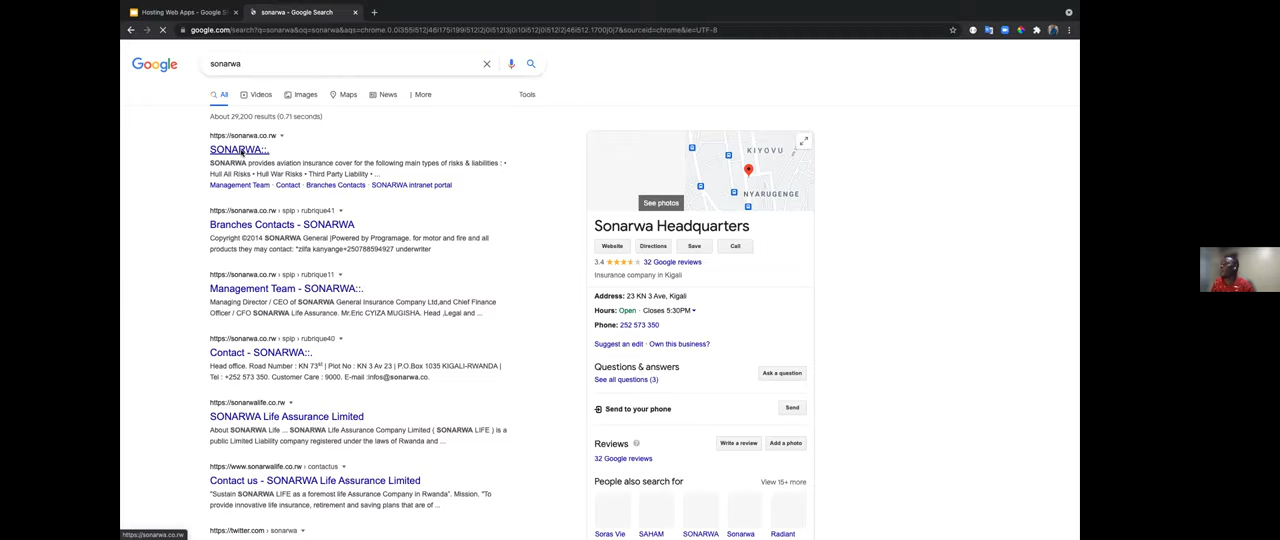 Hosting Web Apps - Google Sl
sonarwa - Google Search
google.com/search?q=sonarwa&oq=sonarwa&aqs=chrome.0.0i355i512j46i175i199i512l2j0i512l3j0i10i512j0i512j2j46i512.1700j0j7&sourceid=chrome&ie=UTF-8
Google
sonarwa
All Videos Images Maps News More Tools
About 29,200 results (0.71 seconds)
https://sonarwa.co.rw
SONARWA::.
SONARWA provides aviation insurance cover for the following main types of risks & liabilities : •
Hull All Risks • Hull War Risks • Third Party Liability • ...
Management Team · Contact · Branches Contacts · SONARWA intranet portal
https://sonarwa.co.rw › spip › rubrique41
Branches Contacts - SONARWA
Copyright ©2014 SONARWA General |Powered by Programage. for motor and fire and all
products they may contact: "zlifa kanyange+250788594927 underwriter
https://sonarwa.co.rw › spip › rubrique11
Management Team - SONARWA::.
Managing Director / CEO of SONARWA General Insurance Company Ltd,and Chief Finance
Officer / CFO SONARWA Life Assurance. Mr.Eric CYIZA MUGISHA. Head ,Legal and ...
https://sonarwa.co.rw › spip › rubrique40
Contact - SONARWA::.
Head office. Road Number : KN 73st | Plot No : KN 3 Av 23 | P.O.Box 1035 KIGALI-RWANDA |
Tel : +252 573 350. Customer Care : 9000. E-mail :infos@sonarwa.co.
https://sonarwalife.co.rw
SONARWA Life Assurance Limited
About SONARWA Life ... SONARWA Life Assurance Company Limited ( SONARWA LIFE ) is a
public Limited Liability company registered under the laws of Rwanda and ...
https://www.sonarwalife.co.rw › contactus
Contact us - SONARWA Life Assurance Limited
"Sustain SONARWA LIFE as a foremost life Assurance Company in Rwanda". Mission. "To
provide innovative life insurance, retirement and saving plans that are of ...
https://twitter.com › sonarwa
https://sonarwa.co.rw
KIYOVU
NYARUGENGE
See photos
Sonarwa Headquarters
Website Directions Save Call
3.4 32 Google reviews
Insurance company in Kigali
Address: 23 KN 3 Ave, Kigali
Hours: Open · Closes 5:30PM
Phone: 252 573 350
Suggest an edit · Own this business?
Questions & answers
See all questions (3)
Ask a question
Send to your phone
Send
Reviews
Write a review
Add a photo
32 Google reviews
People also search for
View 15+ more
Soras Vie SAHAM SONARWA Sonarwa Radiant